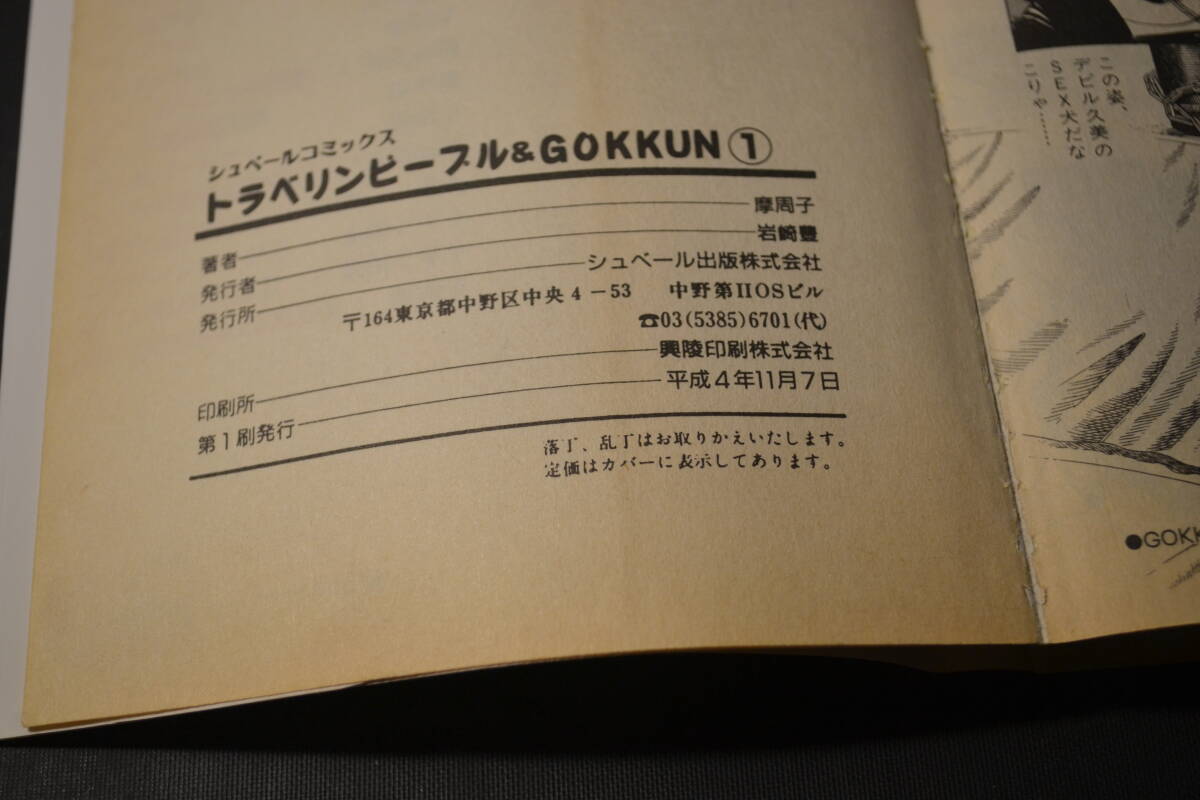 シュベールコミックス
トラベリンピープル&GOKKUN①
著者 摩周子
発行者 岩崎豊
発行所 シュベール出版株式会社
〒164東京都中野区中央4-53 中野第IIOSビル
☎03(5385)6701(代)
印刷所 興陵印刷株式会社
第1刷発行 平成4年11月7日
落丁、乱丁はお取りかえいたします。
定価はカバーに表示してあります。
この姿、
デビル久美の
SEX犬だな
こりゃ……
●GOKK